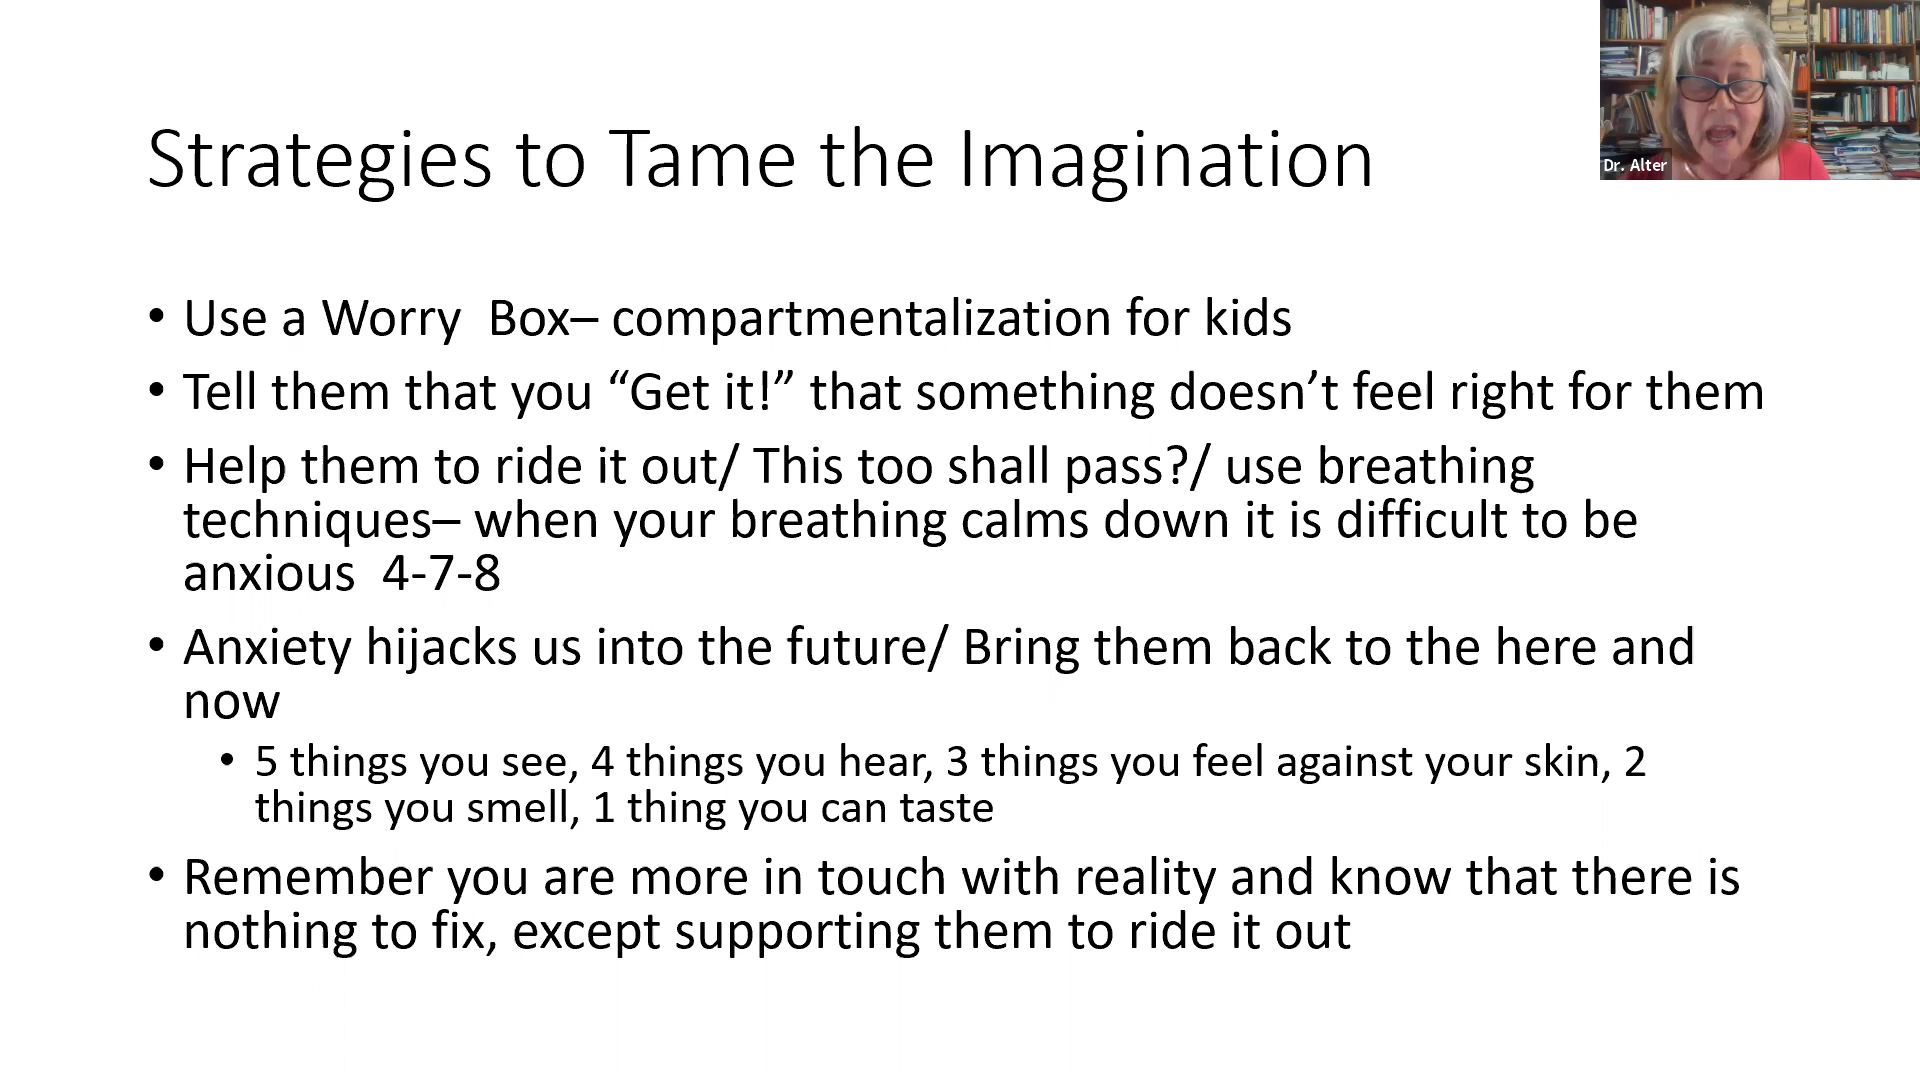 Strategies to Tame the Imagination
Dr. Alter
• Use a Worry  Box– compartmentalization for kids
• Tell them that you “Get it!” that something doesn’t feel right for them
• Help them to ride it out/ This too shall pass?/ use breathing
techniques– when your breathing calms down it is difficult to be
anxious  4-7-8
• Anxiety hijacks us into the future/ Bring them back to the here and
now
• 5 things you see, 4 things you hear, 3 things you feel against your skin, 2
things you smell, 1 thing you can taste
• Remember you are more in touch with reality and know that there is
nothing to fix, except supporting them to ride it out